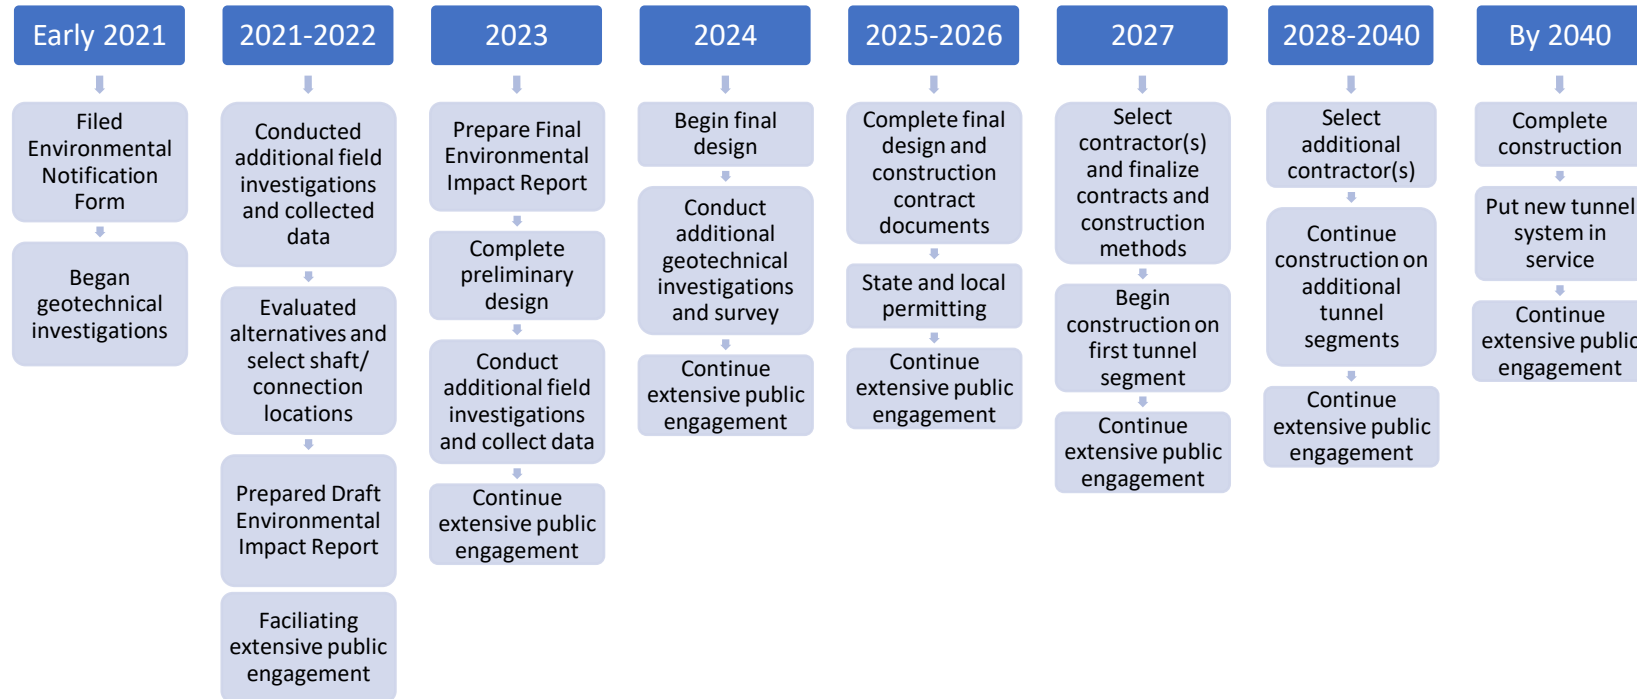 Early 2021
Filed
Environmental
Notification
Form
Began
geotechnical
investigations
2021-2022
Conducted
additional field
investigations
and collected
data
Evaluated
alternatives and
select shaft/
connection
locations
Prepared Draft
Environmental
Impact Report
Faciliating
extensive public
engagement
2023
Prepare Final
Environmental
Impact Report
Complete
preliminary
design
Conduct
additional field
investigations
and collect data
Continue
extensive public
engagement
2024
Begin final
design
Conduct
additional
geotechnical
investigations
and survey
Continue
extensive public
engagement
2025-2026
Complete final
design and
construction
contract
documents
State and local
permitting
Continue
extensive public
engagement
2027
Select
contractor(s)
and finalize
contracts and
construction
methods
Begin
construction on
first tunnel
segment
Continue
extensive public
engagement
2028-2040
Select
additional
contractor(s)
Continue
construction on
additional
tunnel
segments
Continue
extensive public
engagement
By 2040
Complete
construction
Put new tunnel
system in
service
Continue
extensive public
engagement